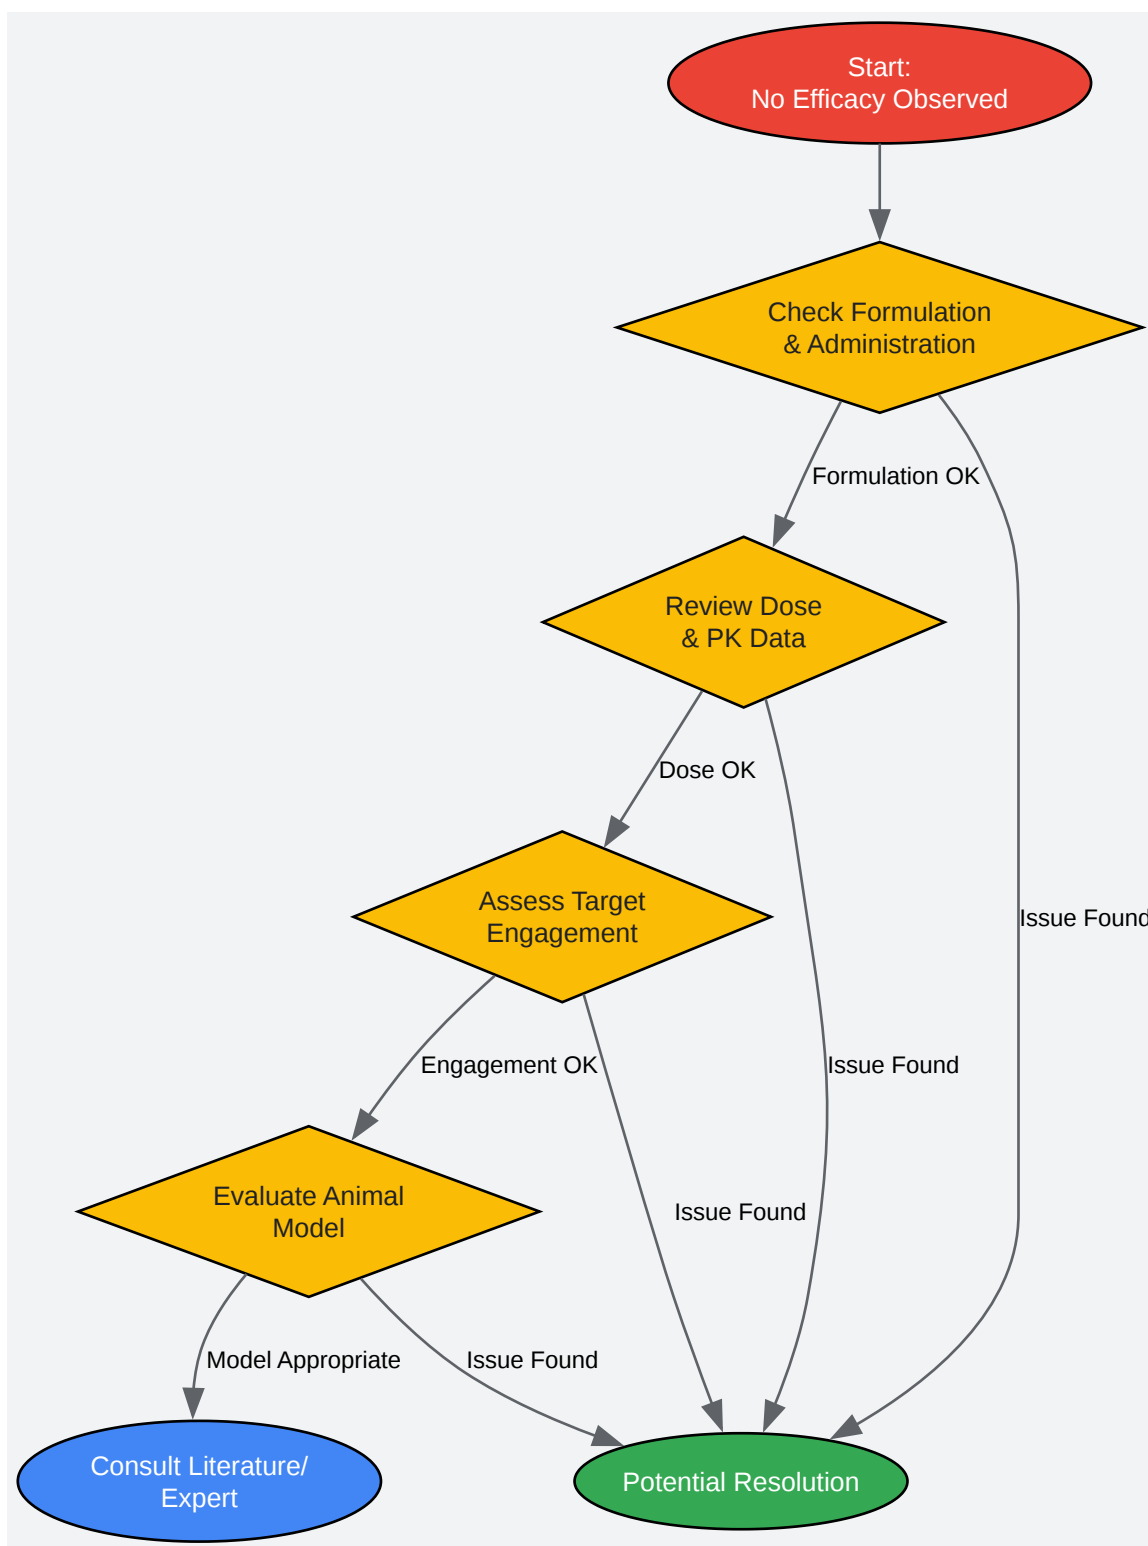 Start:
No Efficacy Observed
Check Formulation
& Administration
Formulation OK
Review Dose
& PK Data
Dose OK
Assess Target
Engagement
Issue Found
Engagement OK
Issue Found
Evaluate Animal
Model
Issue Found
Model Appropriate
Issue Found
Consult Literature/
Expert
Potential Resolution